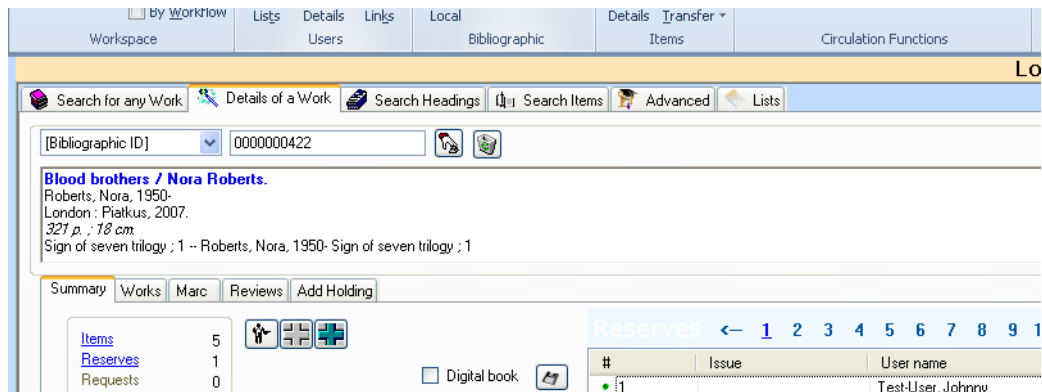 By Workflow Lists Details Links Local Details Transfer
Workspace Users Bibliographic Items Circulation Functions
Lo
Search for any Work Details of a Work Search Headings Search Items Advanced Lists
[Bibliographic ID] 0000000422
Blood brothers / Nora Roberts.
Roberts, Nora, 1950-
London : Piatkus, 2007.
321 p. ; 18 cm.
Sign of seven trilogy ; 1 -- Roberts, Nora, 1950- Sign of seven trilogy ; 1
Summary Works Marc Reviews Add Holding
Items 5 Reserves <-- 1 2 3 4 5 6 7 8 9 1
Reserves 1 # Issue User name
Requests 0 Digital book 1 Test-User, Johnny